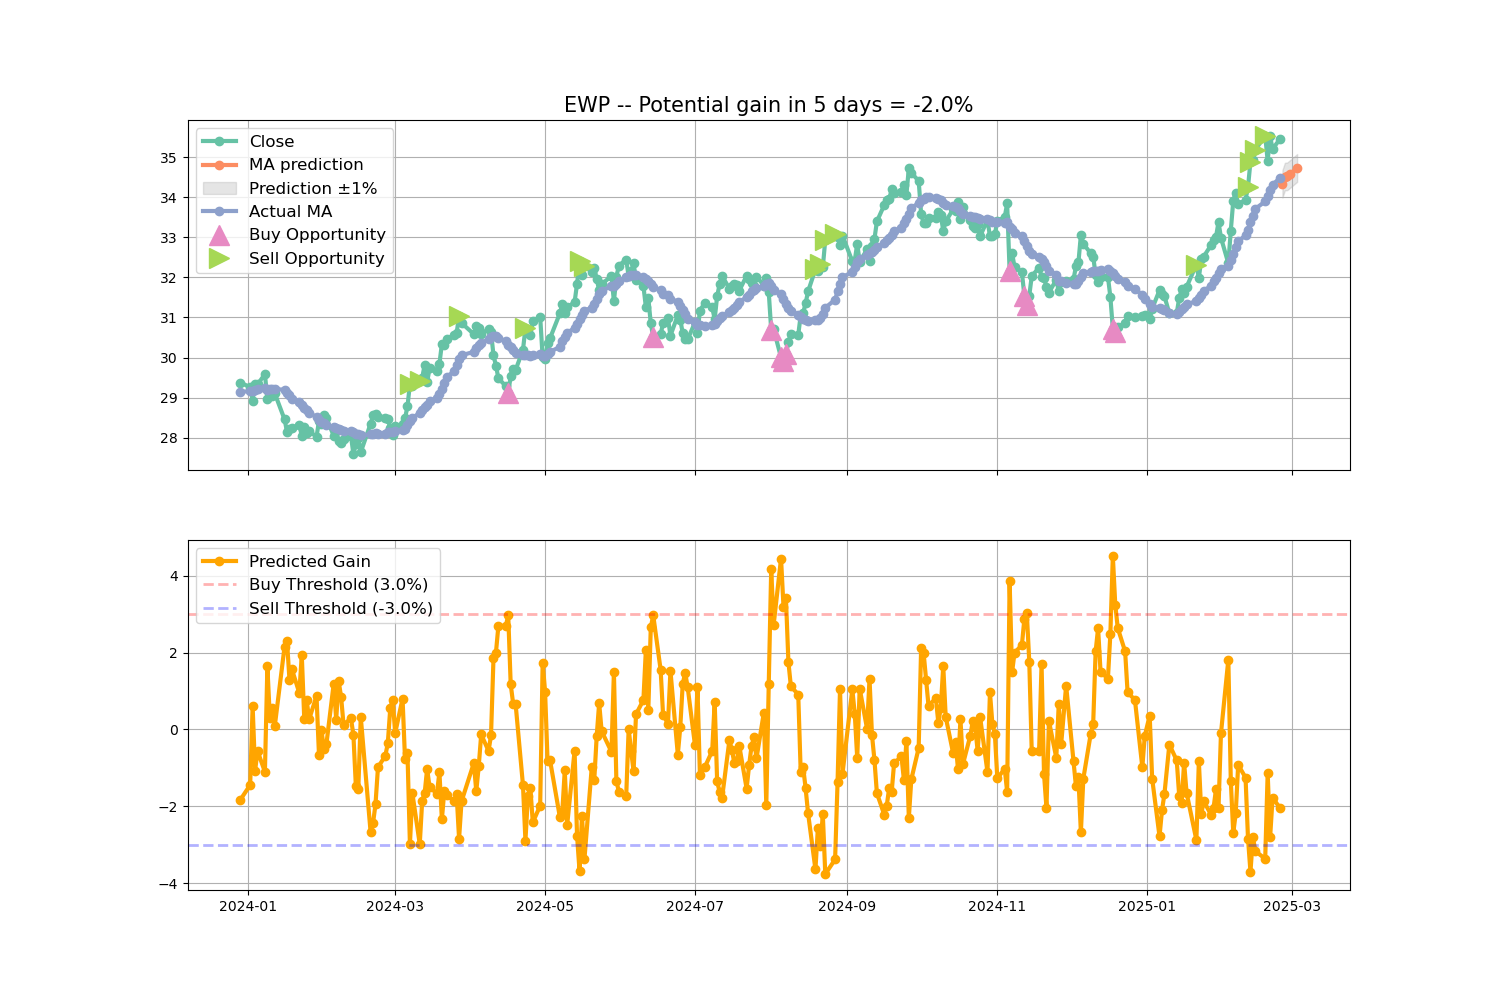 EWP -- Potential gain in 5 days = -2.0%
Close
MA prediction
Prediction ±1%
Actual MA
Buy Opportunity
Sell Opportunity
35
34
33
32
31
30
29
28
Predicted Gain
Buy Threshold (3.0%)
Sell Threshold (-3.0%)
4
2
0
−2
−4
2024-01
2024-03
2024-05
2024-07
2024-09
2024-11
2025-01
2025-03